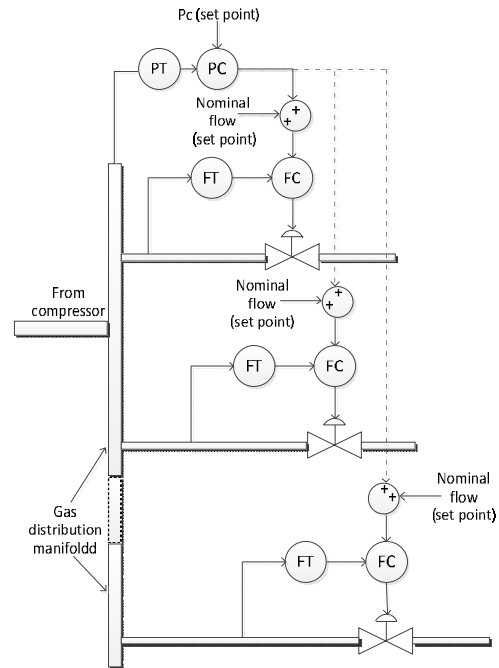 Pc (set point)
PT
PC
Nominal
flow
(set point)
+
+
FT
FC
From
compressor
Nominal
flow
(set point)
+
+
FT
FC
Gas
distribution
manifoldd
+
+
Nominal
flow
(set point)
FT
FC